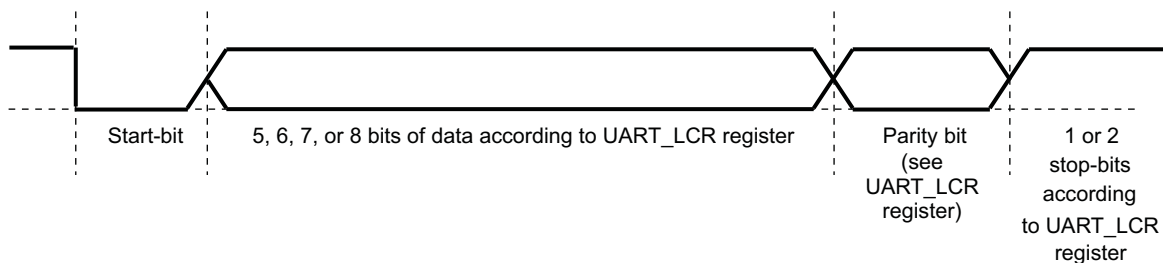 Start-bit
5, 6, 7, or 8 bits of data according to UART_LCR register
Parity bit
(see
UART_LCR
register)
1 or 2
stop-bits
according
to UART_LCR
register